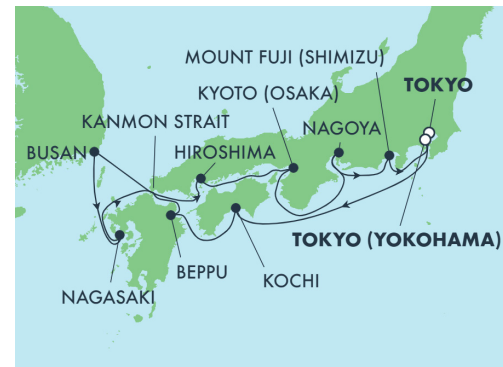 MOUNT FUJI (SHIMIZU)
TOKYO
KYOTO (OSAKA)
KANMON STRAIT
NAGOYA
BUSAN
HIROSHIMA
TOKYO (YOKOHAMA)
BEPPU
KOCHI
NAGASAKI